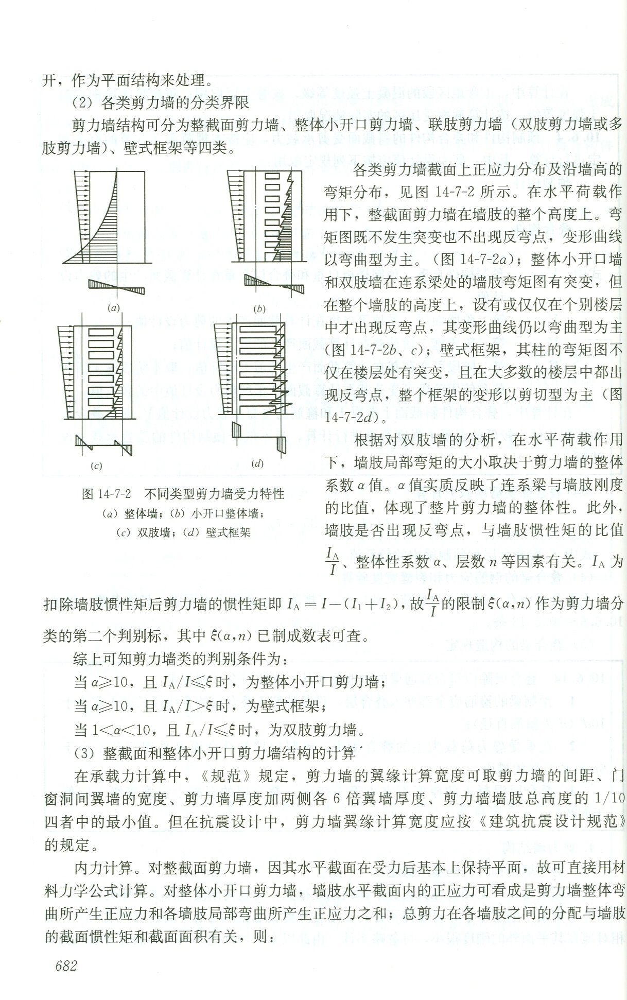 开，作为平面结构来处理。
（2）各类剪力墙的分类界限
剪力墙结构可分为整截面剪力墙、整体小开口剪力墙、联肢剪力墙（双肢剪力墙或多
肢剪力墙）、壁式框架等四类。
(a)
(b)
(c)
(d)
图 14-7-2 不同类型剪力墙受力特性
（a）整体墙；（b）小开口整体墙；
（c）双肢墙；（d）壁式框架
各类剪力墙截面上正应力分布及沿墙高的
弯矩分布，见图 14-7-2 所示。在水平荷载作
用下，整截面剪力墙在墙肢的整个高度上。弯
矩图既不发生突变也不出现反弯点，变形曲线
以弯曲型为主。（图 14-7-2a）；整体小开口墙
和双肢墙在连系梁处的墙肢弯矩图有突变，但
在整个墙肢的高度上，设有或仅仅在个别楼层
中才出现反弯点，其变形曲线仍以弯曲型为主
（图 14-7-2b、c）；壁式框架，其柱的弯矩图不
仅在楼层处有突变，且在大多数的楼层中都出
现反弯点，整个框架的变形以剪切型为主（图
14-7-2d）。
根据对双肢墙的分析，在水平荷载作用
下，墙肢局部弯矩的大小取决于剪力墙的整体
系数 α 值。α 值实质反映了连系梁与墙肢刚度
的比值，体现了整片剪力墙的整体性。此外，
墙肢是否出现反弯点，与墙肢惯性矩的比值
I_A/I、整体性系数 α、层数 n 等因素有关。I_A 为
扣除墙肢惯性矩后剪力墙的惯性矩即 I_A = I−(I₁+I₂)，故 I_A/I 的限制 ξ(α,n) 作为剪力墙分
类的第二个判别标，其中 ξ(α,n) 已制成数表可查。
综上可知剪力墙类的判别条件为：
当 α≥10，且 I_A/I≤ξ 时，为整体小开口剪力墙；
当 α≥10，且 I_A/I>ξ 时，为壁式框架；
当 1<α<10，且 I_A/I≤ξ 时，为双肢剪力墙。
（3）整截面和整体小开口剪力墙结构的计算
在承载力计算中，《规范》规定，剪力墙的翼缘计算宽度可取剪力墙的间距、门
窗洞间翼墙的宽度、剪力墙厚度加两侧各 6 倍翼墙厚度、剪力墙墙肢总高度的 1/10
四者中的最小值。但在抗震设计中，剪力墙翼缘计算宽度应按《建筑抗震设计规范》
的规定。
内力计算。对整截面剪力墙，因其水平截面在受力后基本上保持平面，故可直接用材
料力学公式计算。对整体小开口剪力墙，墙肢水平截面内的正应力可看成是剪力墙整体弯
曲所产生正应力和各墙肢局部弯曲所产生正应力之和；总剪力在各墙肢之间的分配与墙肢
的截面惯性矩和截面面积有关，则：
682